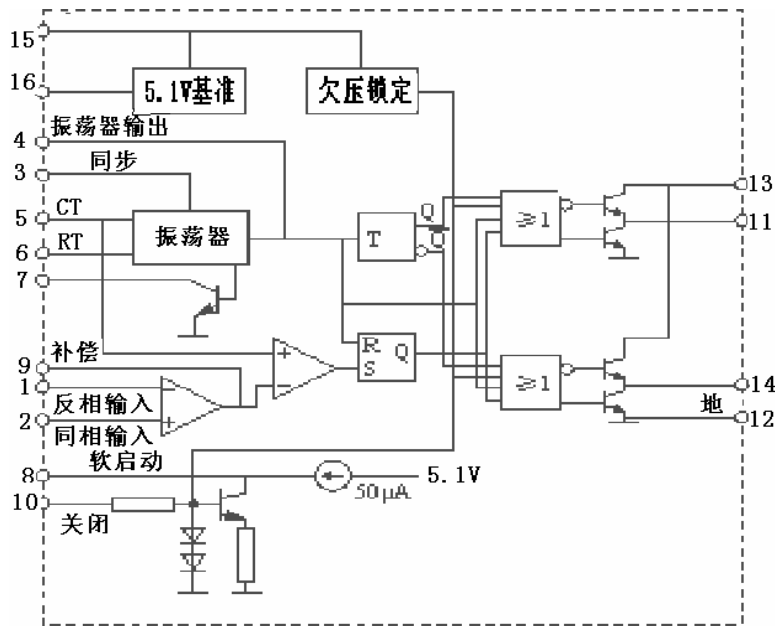 15
16
5.1V基准
欠压锁定
4
振荡器输出
3
同步
13
5
CT
振荡器
T
Q
Q
≥1
11
6
RT
7
R
Q
S
9
补偿
+
−
1
−
反相输入
2
+
同相输入
≥1
14
地
12
8
软启动
5.1V
50μA
10
关闭